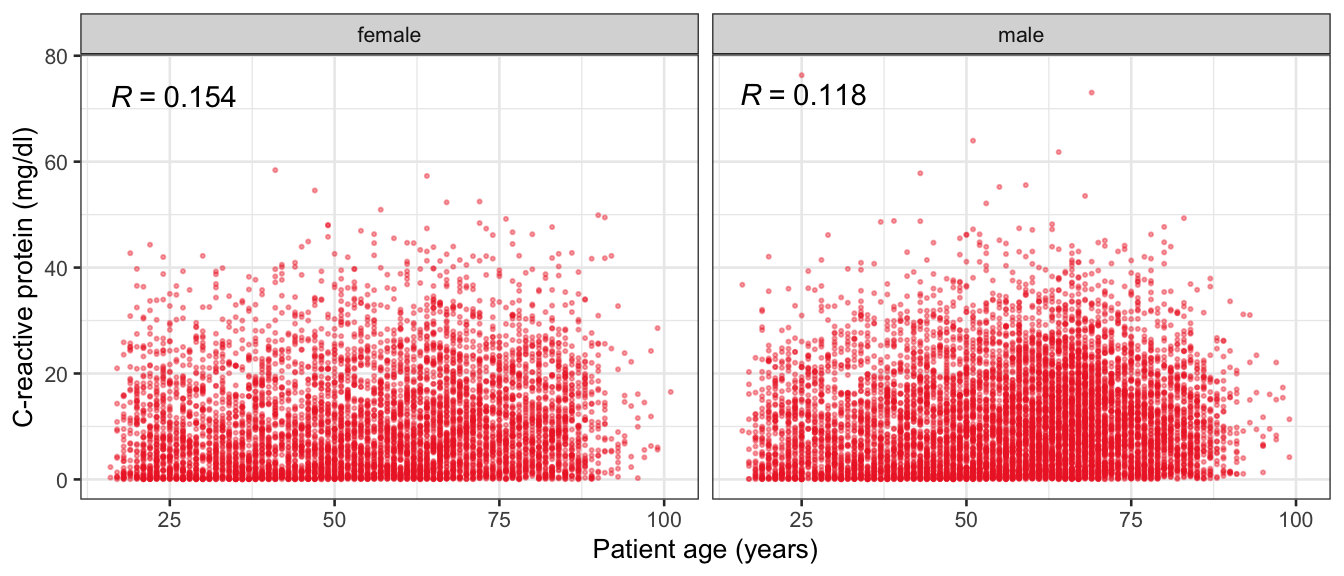 female
male
R = 0.154
R = 0.118
C-reactive protein (mg/dl)
80
60
40
20
0
25 50 75 100
25 50 75 100
Patient age (years)